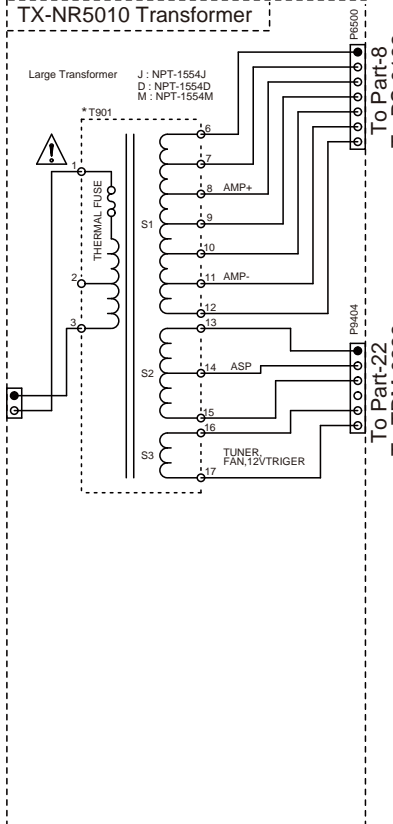 TX-NR5010 Transformer
P6500
To Part-8
Large Transformer
J : NPT-1554J
D : NPT-1554D
M : NPT-1554M
* T901
!
1
THERMAL FUSE
2
3
S1
6
7
8 AMP+
9
10
11 AMP-
12
P9404
To Part-22
13
S2
14 ASP
15
16
S3
TUNER,
FAN,12VTRIGER
17